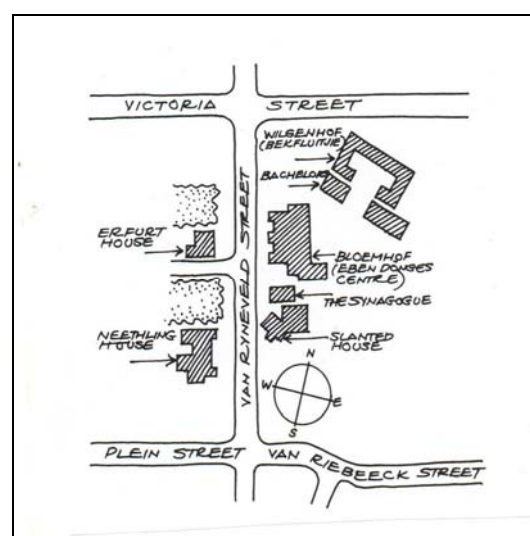 VICTORIA STREET
WILGENHOF
(BEKFLUITJIE)
BACHELORS
VAN RYNEVELD STREET
ERFURT
HOUSE
BLOEMHOF
(EBEN DONGES
CENTRE)
THE SYNAGOGUE
NEETHLING
HOUSE
SLANTED
HOUSE
N
W
E
S
PLEIN STREET
VAN RIEBEECK STREET